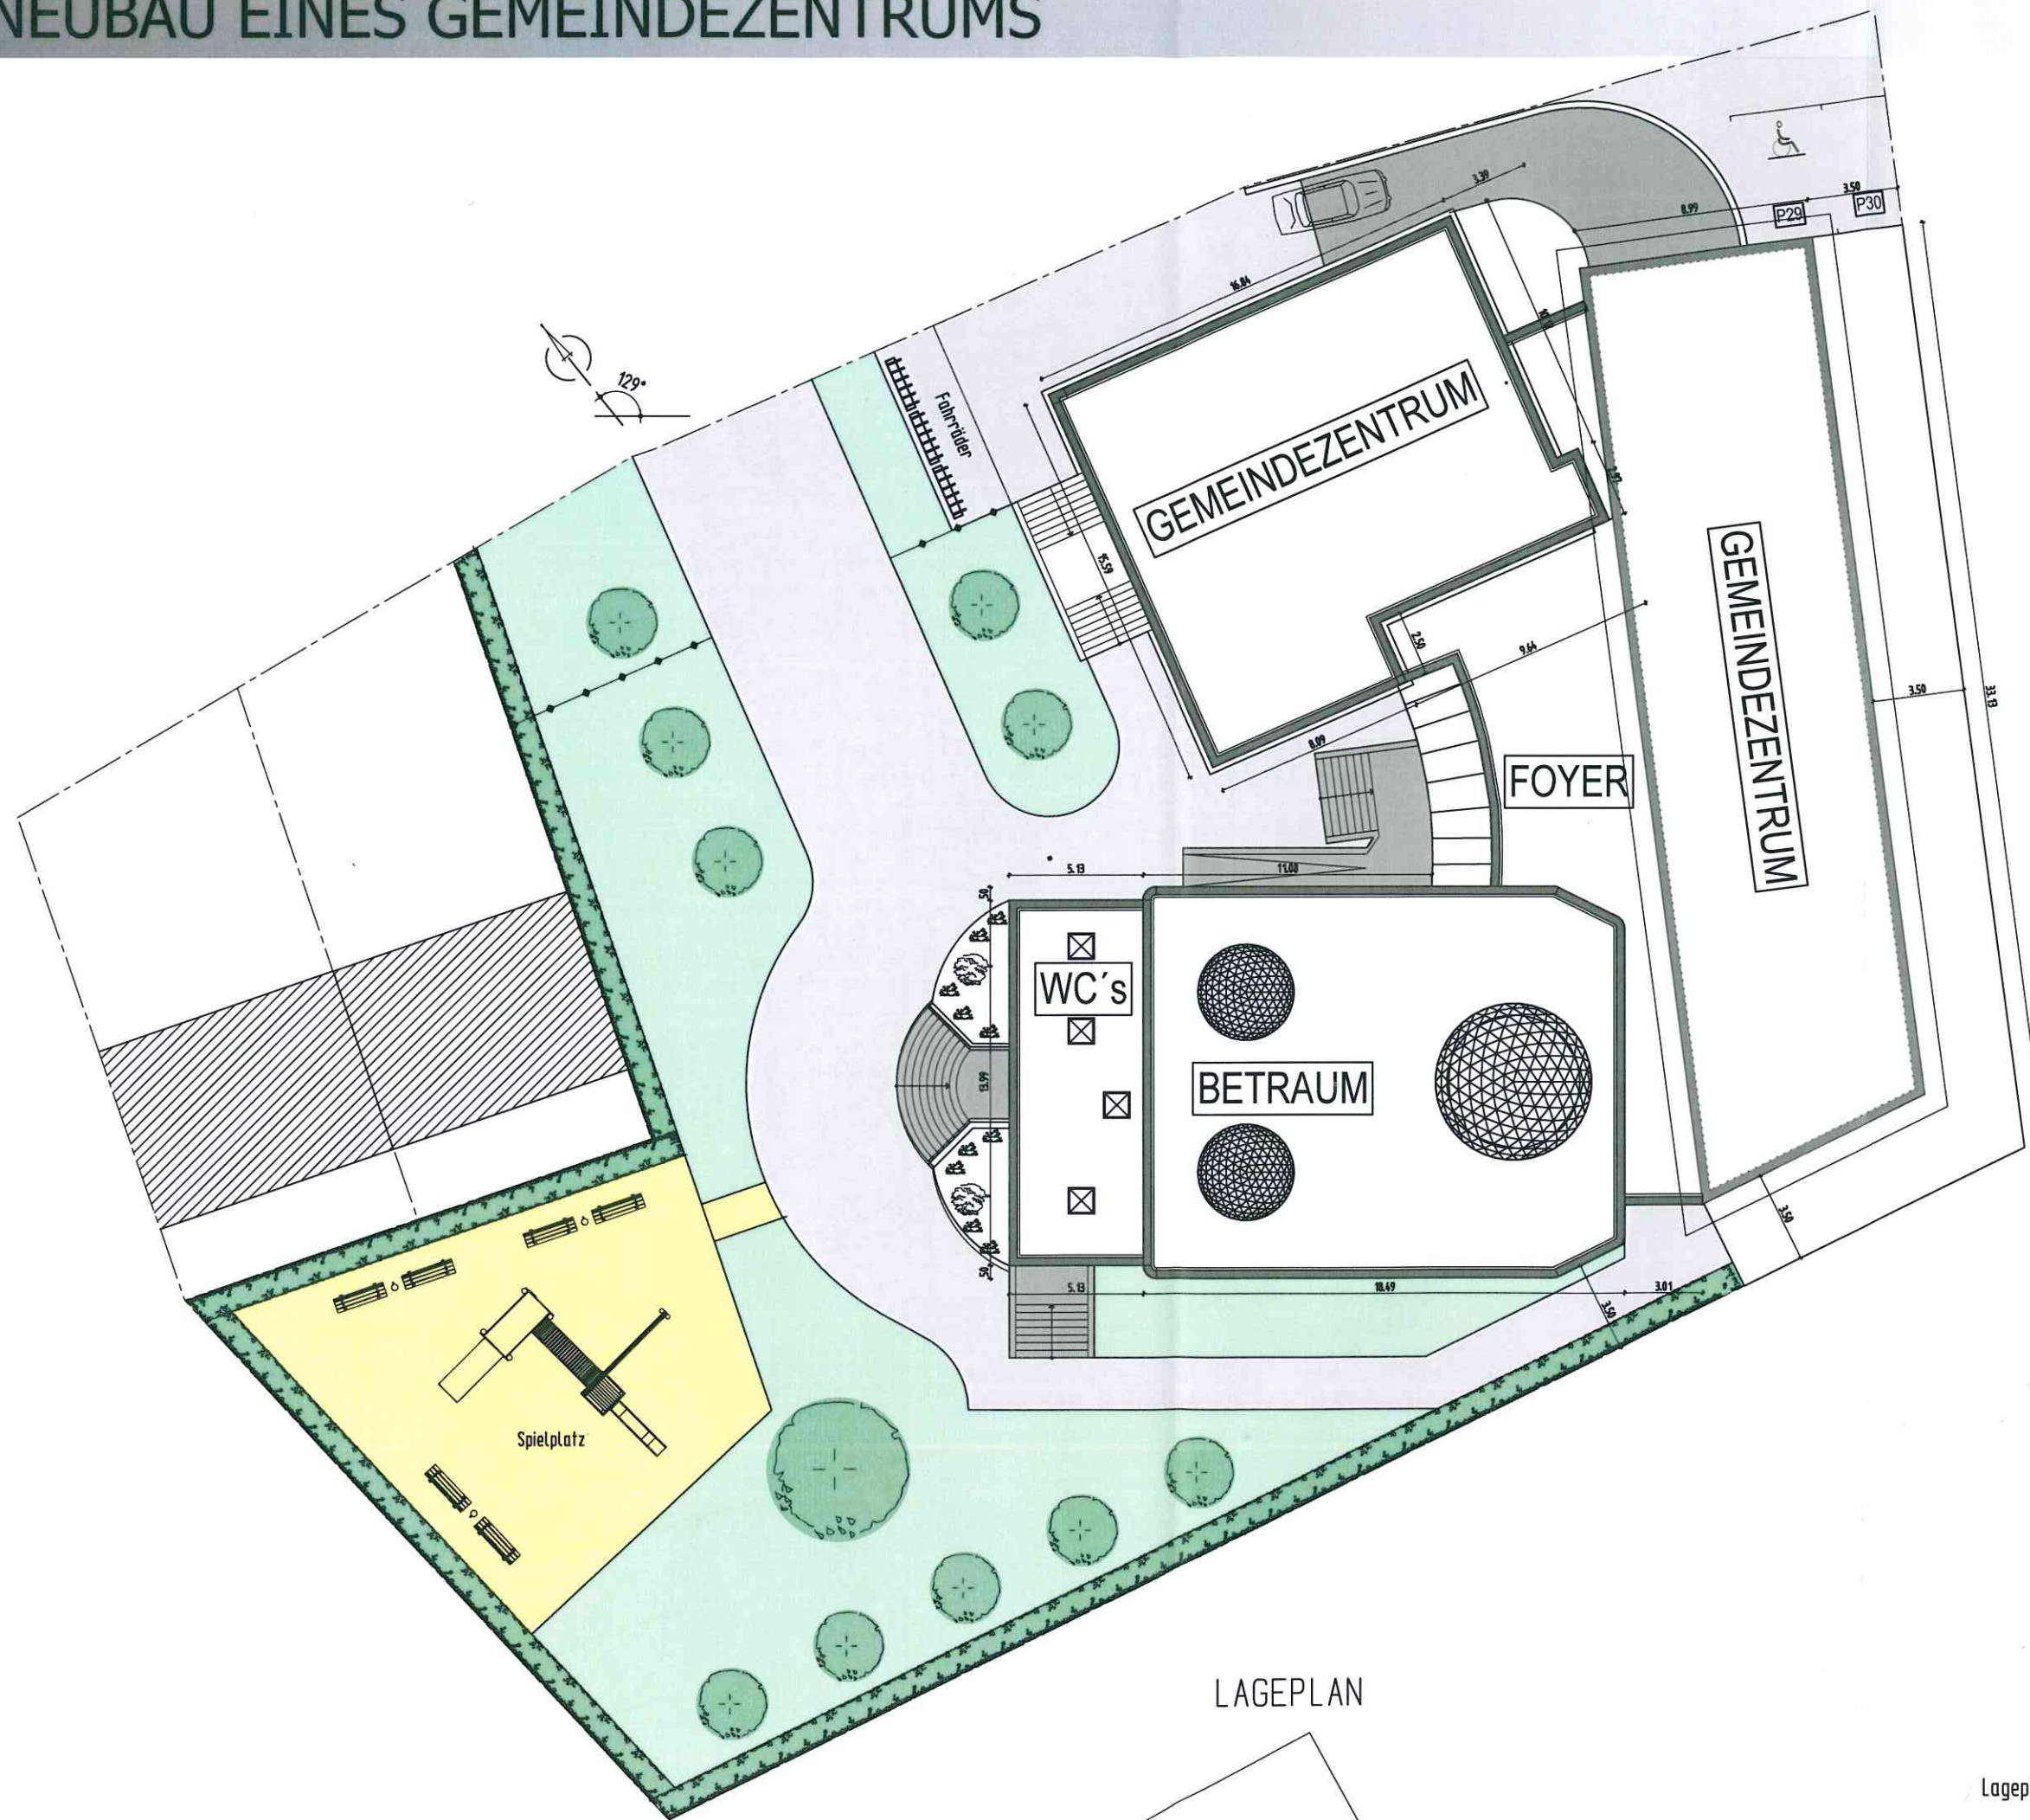 NEUBAU EINES GEMEINDEZENTRUMS
3.39
3.50
P30
P29
8.99
16.84
129°
Fahrräder
GEMEINDEZENTRUM
15.59
GEMEINDEZENTRUM
2.50
9.64
3.50
33.13
8.09
FOYER
5.13
11.00
50
WC´s
13.99
BETRAUM
50
5.13
18.49
3.01
3.50
3.50
Spielplatz
LAGEPLAN
Lagep